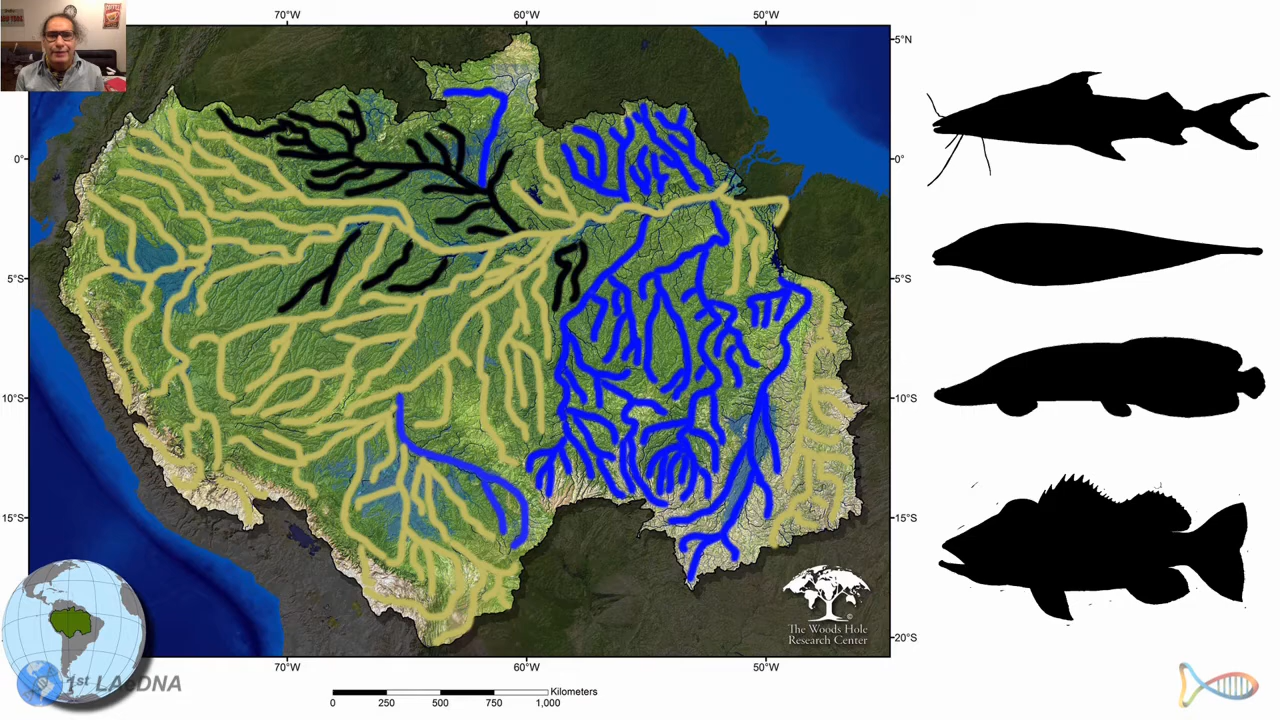 70°W 60°W 50°W
5°N
0° 0°
5°S 5°S
10°S 10°S
15°S 15°S
20°S
The Woods Hole
Research Center
70°W 60°W 50°W
1st LAeDNA
Kilometers
0 250 500 750 1,000